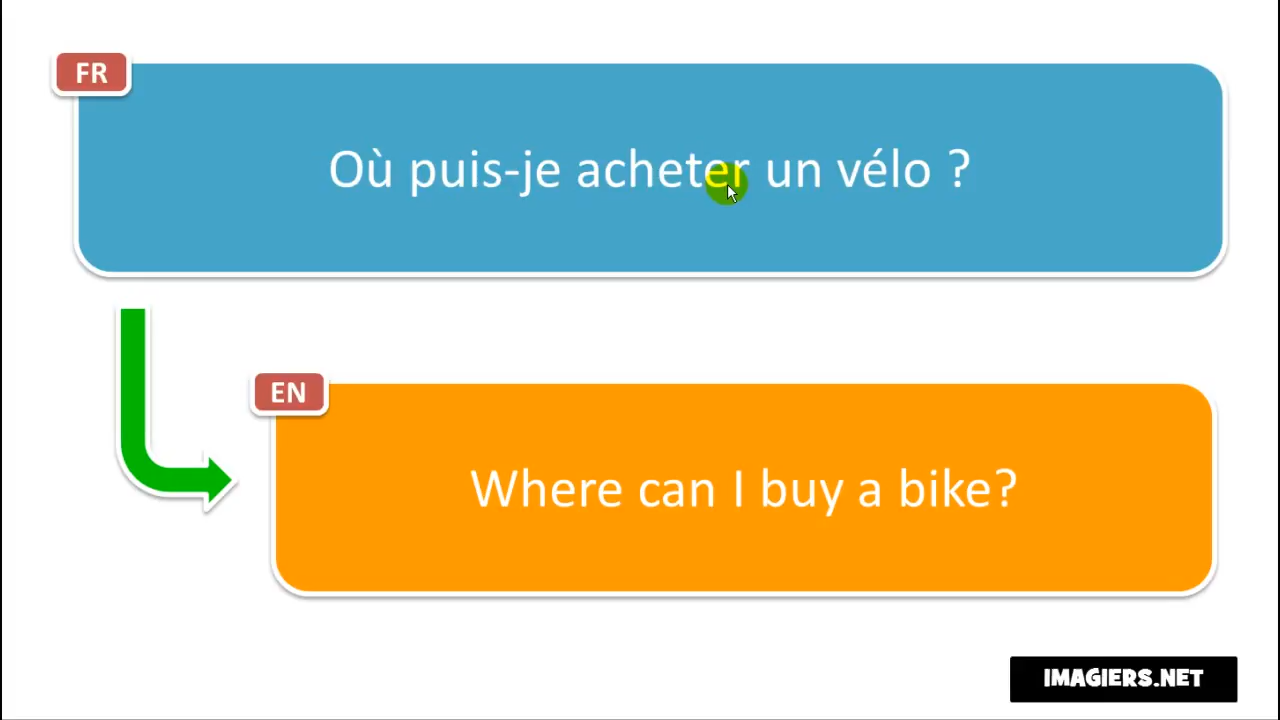 FR
Où puis-je acheter un vélo ?
EN
Where can I buy a bike?
IMAGIERS.NET